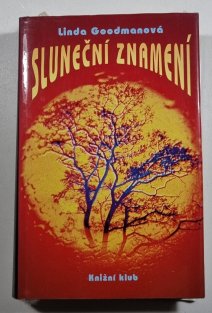 Linda Goodmanová
SLUNEČNÍ ZNAMENÍ
Knižní klub